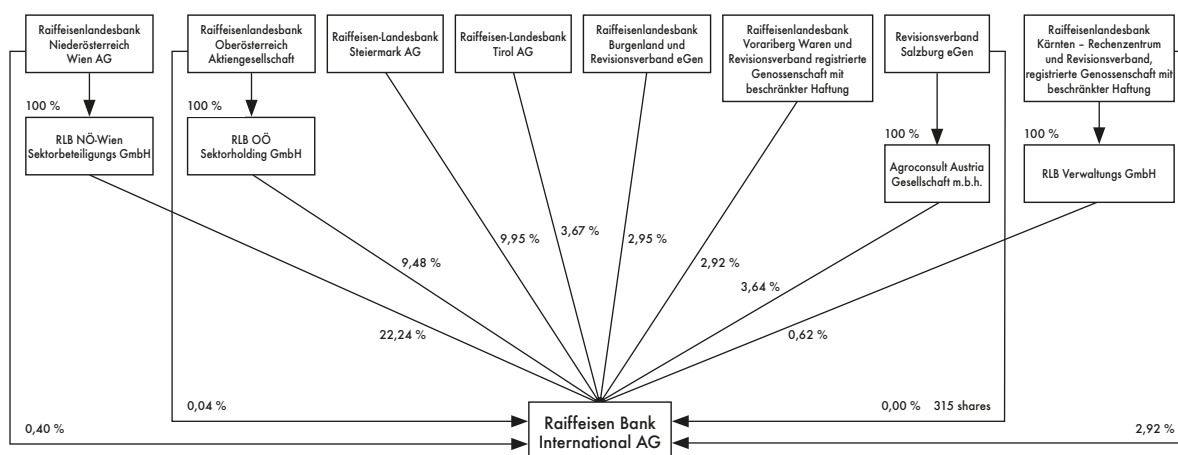 Raiffeisenlandesbank
Niederösterreich
Wien AG
Raiffeisenlandesbank
Oberösterreich
Aktiengesellschaft
Raiffeisen-Landesbank
Steiermark AG
Raiffeisen-Landesbank
Tirol AG
Raiffeisenlandesbank
Burgenland und
Revisionsverband eGen
Raiffeisenlandesbank
Vorariberg Waren und
Revisionsverband registrierte
Genossenschaft mit
beschränkter Haftung
Revisionsverband
Salzburg eGen
Raiffeisenlandesbank
Kärnten – Rechenzentrum
und Revisionsverband,
registrierte Genossenschaft mit
beschränkter Haftung
100 %
100 %
100 %
100 %
RLB NÖ-Wien
Sektorbeteiligungs GmbH
RLB OÖ
Sektorholding GmbH
Agroconsult Austria
Gesellschaft m.b.h.
RLB Verwaltungs GmbH
9,95 %
3,67 %
2,95 %
9,48 %
2,92 %
3,64 %
22,24 %
0,62 %
0,04 %
0,00 % 315 shares
0,40 %
2,92 %
Raiffeisen Bank
International AG